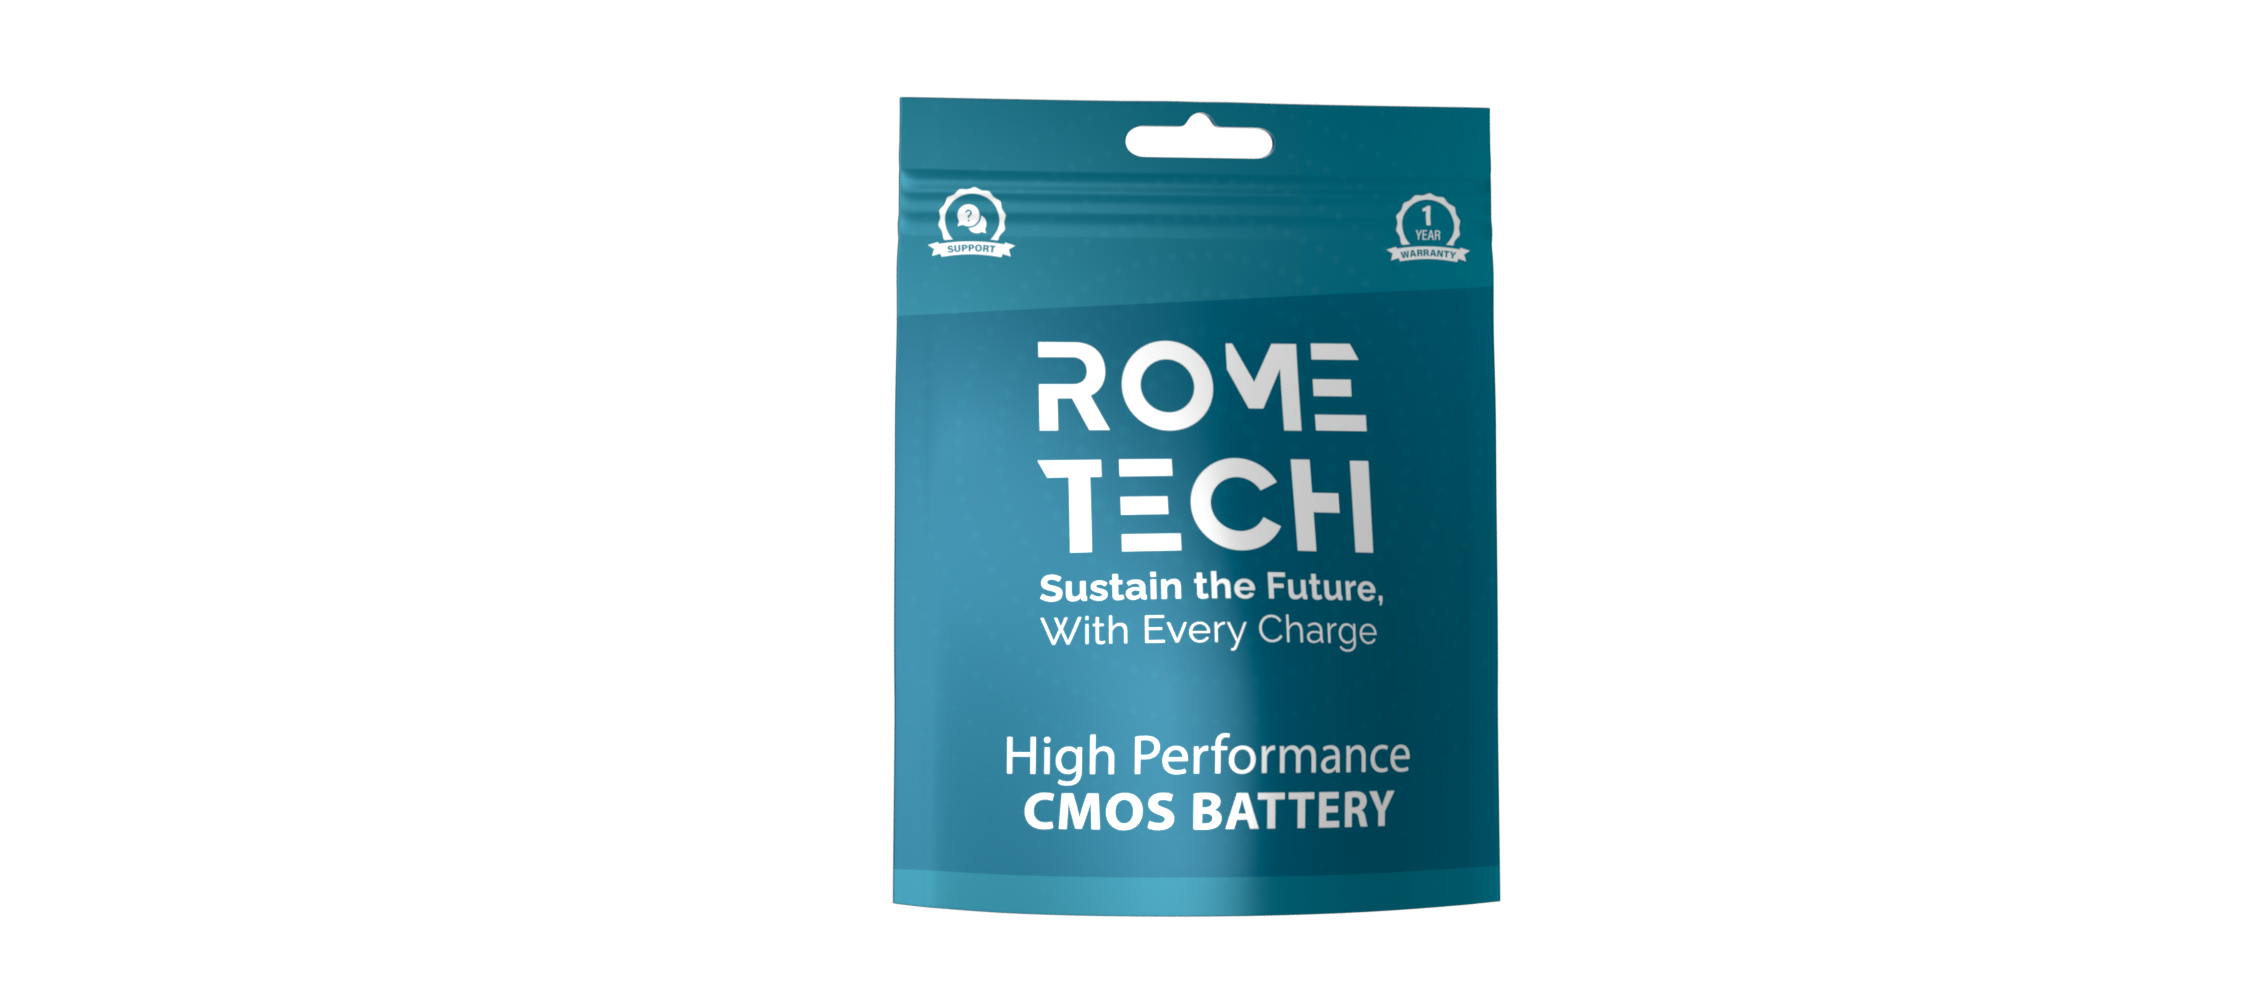 ?
SUPPORT
1
YEAR
WARRANTY
ROME
TECH
Sustain the Future,
With Every Charge
High Performance
CMOS BATTERY